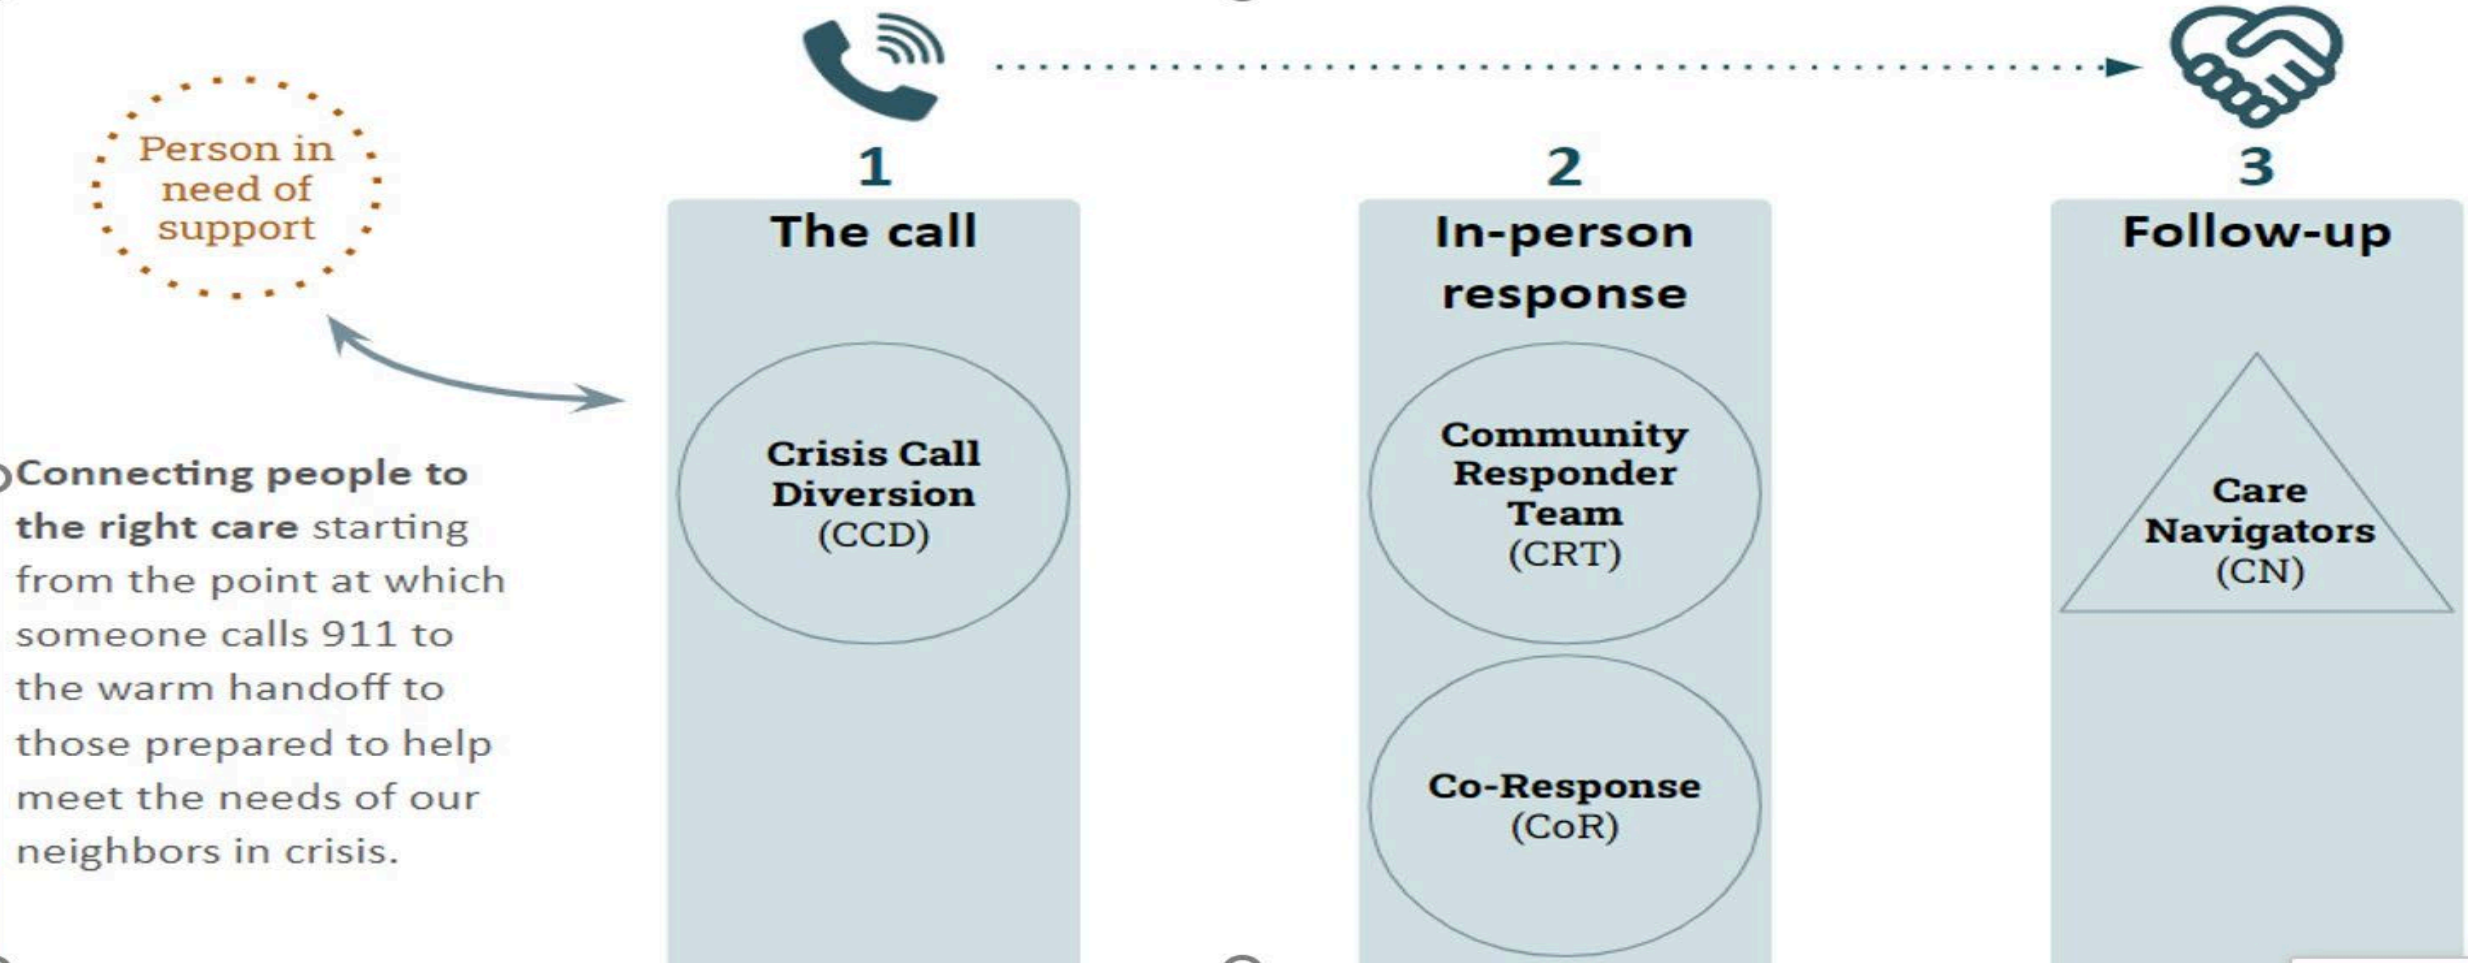 Person in
need of
support
Connecting people to
the right care starting
from the point at which
someone calls 911 to
the warm handoff to
those prepared to help
meet the needs of our
neighbors in crisis.
1
The call
Crisis Call
Diversion
(CCD)
2
In-person
response
Community
Responder
Team
(CRT)
Co-Response
(CoR)
3
Follow-up
Care
Navigators
(CN)